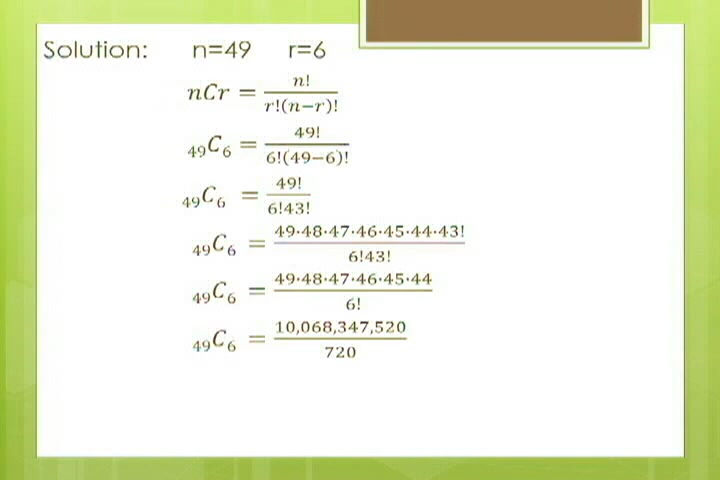 Solution: n=49 r=6
nCr = n!/r!(n−r)!
₄₉C₆ = 49!/6!(49−6)!
₄₉C₆ = 49!/6!43!
₄₉C₆ = 49·48·47·46·45·44·43!/6!43!
₄₉C₆ = 49·48·47·46·45·44/6!
₄₉C₆ = 10,068,347,520/720